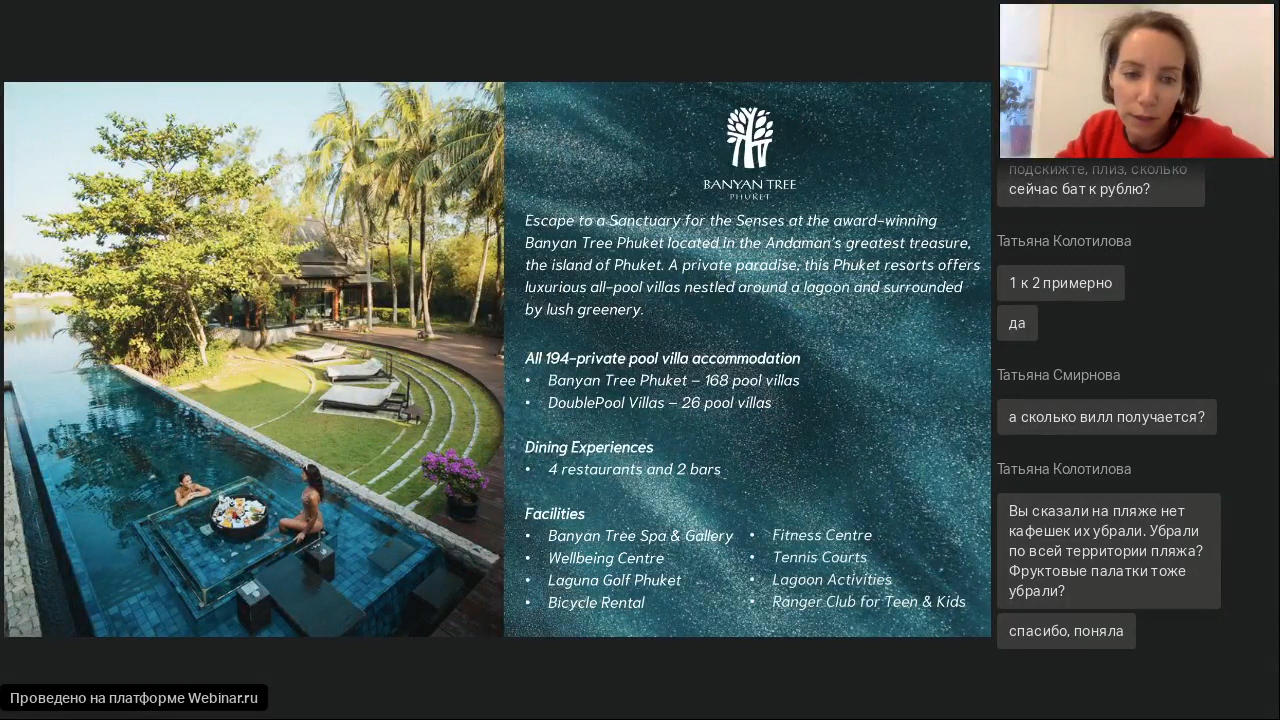 BANYAN TREE
PHUKET
Escape to a Sanctuary for the Senses at the award-winning
Banyan Tree Phuket located in the Andaman's greatest treasure,
the island of Phuket. A private paradise, this Phuket resorts offers
luxurious all-pool villas nestled around a lagoon and surrounded
by lush greenery.
All 194-private pool villa accommodation
• Banyan Tree Phuket – 168 pool villas
• DoublePool Villas – 26 pool villas
Dining Experiences
• 4 restaurants and 2 bars
Facilities
• Banyan Tree Spa & Gallery
• Wellbeing Centre
• Laguna Golf Phuket
• Bicycle Rental
• Fitness Centre
• Tennis Courts
• Lagoon Activities
• Ranger Club for Teen & Kids
подскижте, плиз, сколько
сейчас бат к рублю?
Татьяна Колотилова
1 к 2 примерно
да
Татьяна Смирнова
а сколько вилл получается?
Татьяна Колотилова
Вы сказали на пляже нет
кафешек их убрали. Убрали
по всей территории пляжа?
Фруктовые палатки тоже
убрали?
спасибо, поняла
Проведено на платформе Webinar.ru